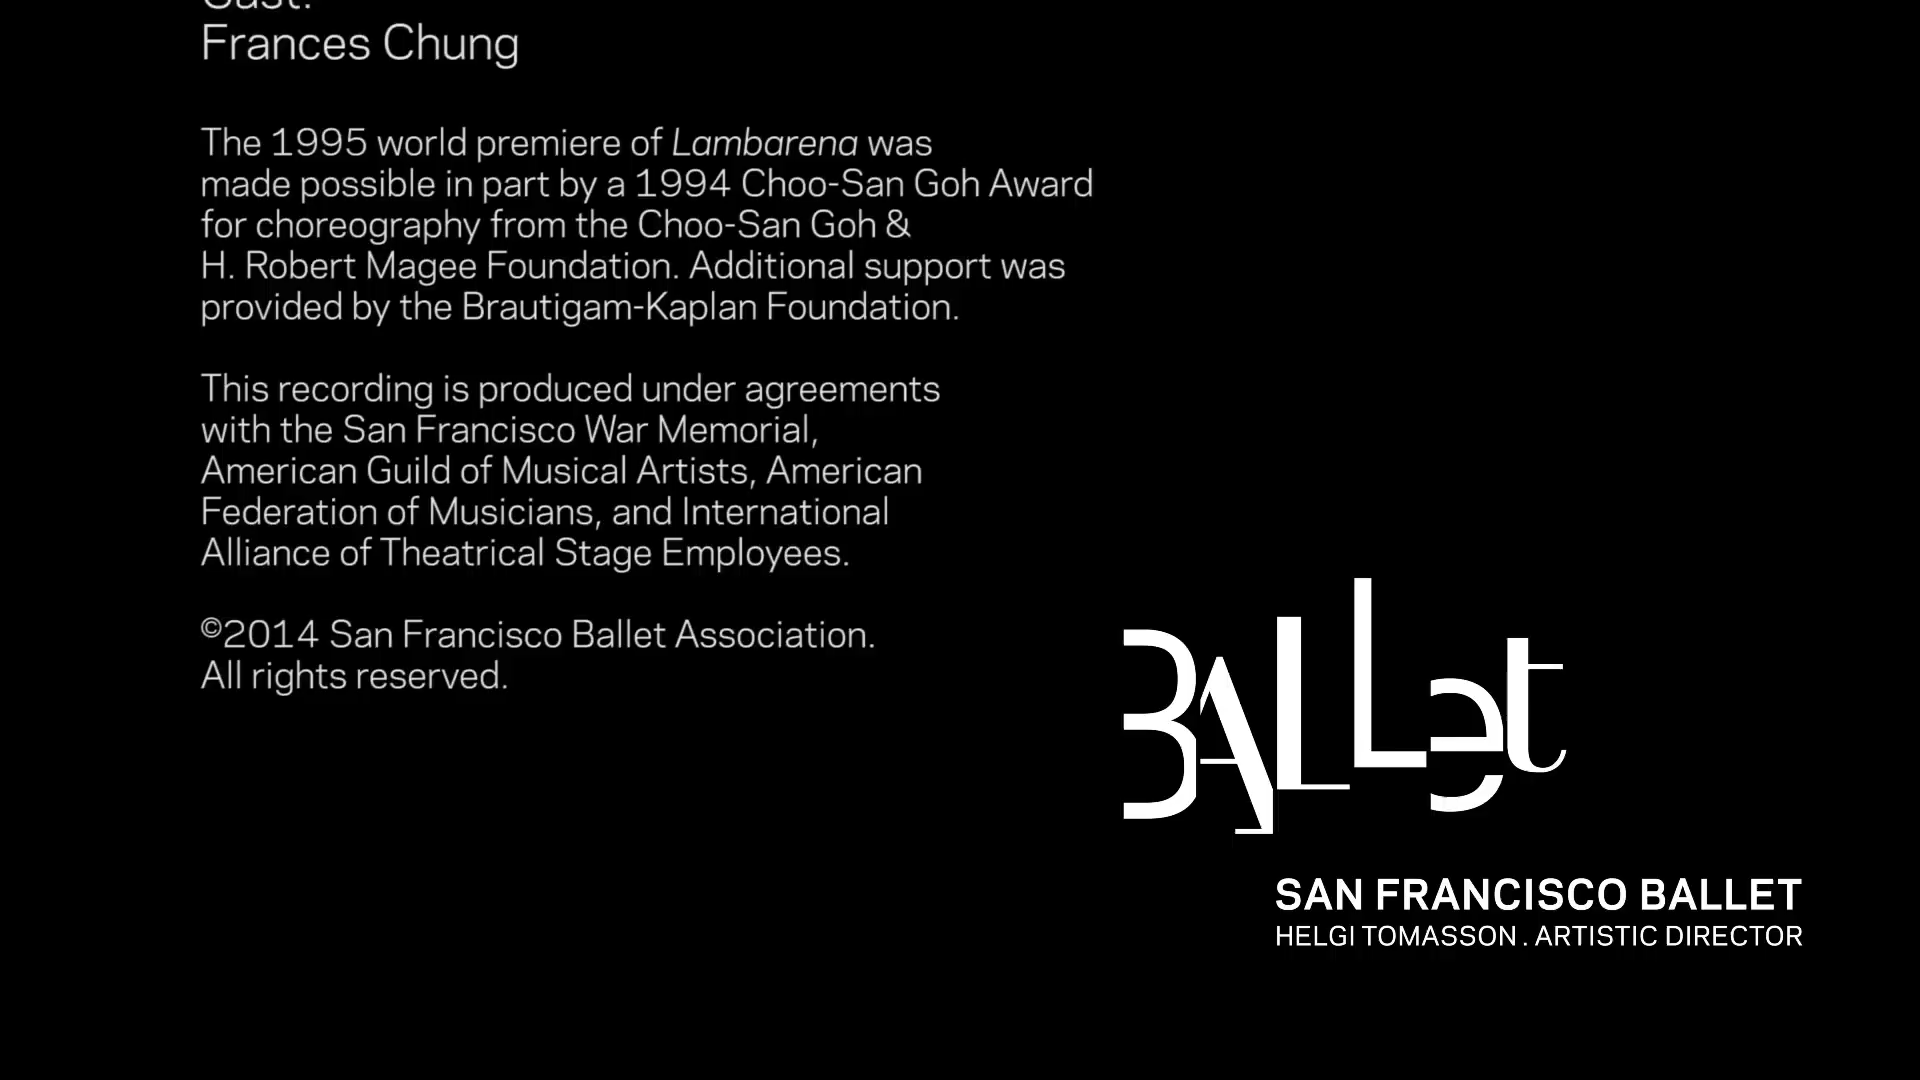 Cast:
Frances Chung
The 1995 world premiere of Lambarena was
made possible in part by a 1994 Choo-San Goh Award
for choreography from the Choo-San Goh &
H. Robert Magee Foundation. Additional support was
provided by the Brautigam-Kaplan Foundation.
This recording is produced under agreements
with the San Francisco War Memorial,
American Guild of Musical Artists, American
Federation of Musicians, and International
Alliance of Theatrical Stage Employees.
©2014 San Francisco Ballet Association.
All rights reserved.
BALLet
SAN FRANCISCO BALLET
HELGI TOMASSON . ARTISTIC DIRECTOR